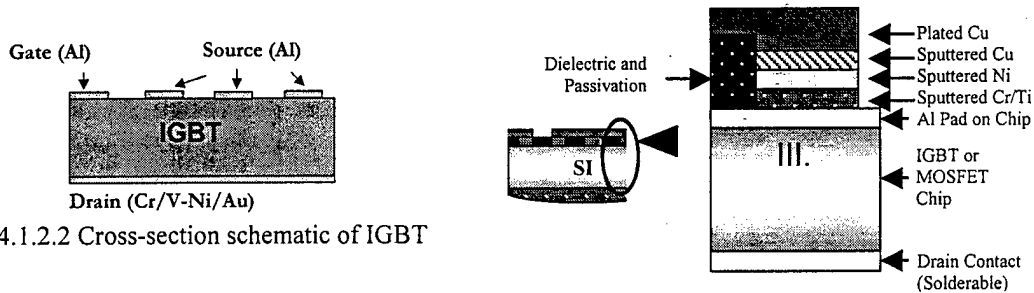 Gate (Al)
Source (Al)
IGBT
Drain (Cr/V-Ni/Au)
4.1.2.2 Cross-section schematic of IGBT
Dielectric and
Passivation
SI
III.
Plated Cu
Sputtered Cu
Sputtered Ni
Sputtered Cr/Ti
Al Pad on Chip
IGBT or
MOSFET
Chip
Drain Contact
(Solderable)